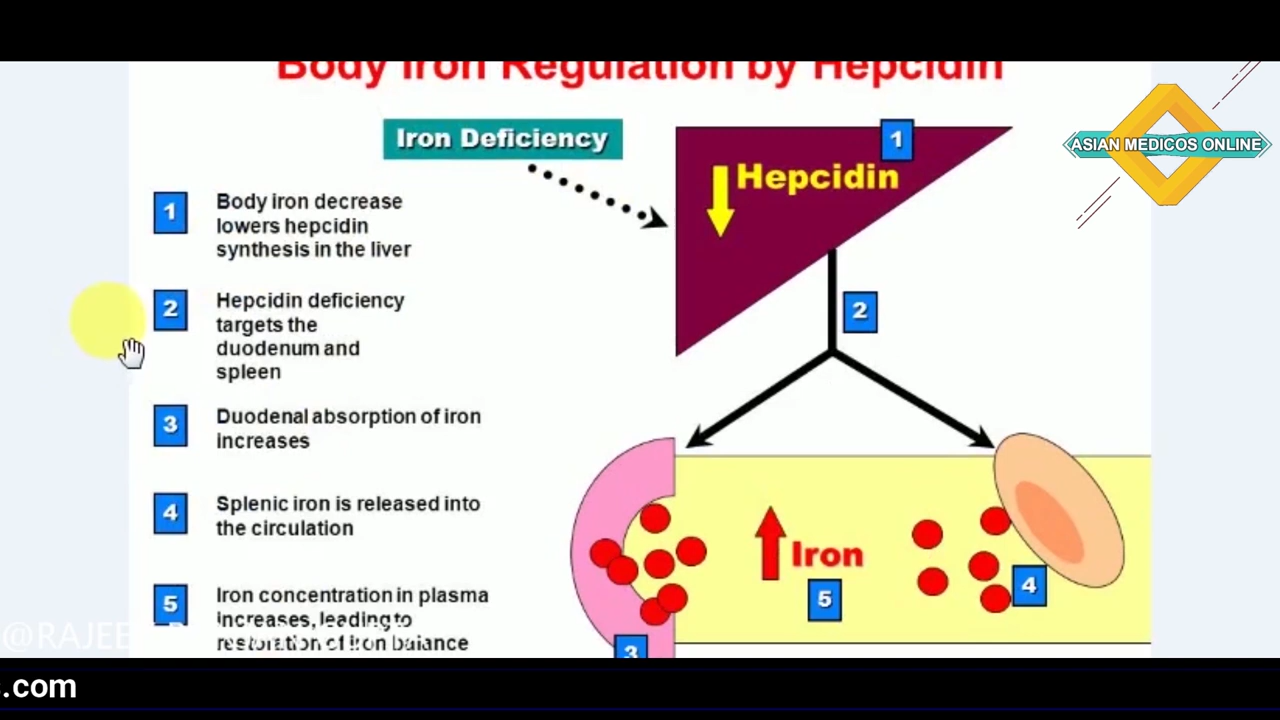 Body Iron Regulation by Hepcidin
ASIAN MEDICOS ONLINE
Iron Deficiency
1
Hepcidin
1
Body iron decrease
lowers hepcidin
synthesis in the liver
2
Hepcidin deficiency
targets the
duodenum and
spleen
2
3
Duodenal absorption of iron
increases
4
Splenic iron is released into
the circulation
Iron
5
4
5
Iron concentration in plasma
increases, leading to
restoration of iron balance
3
.com